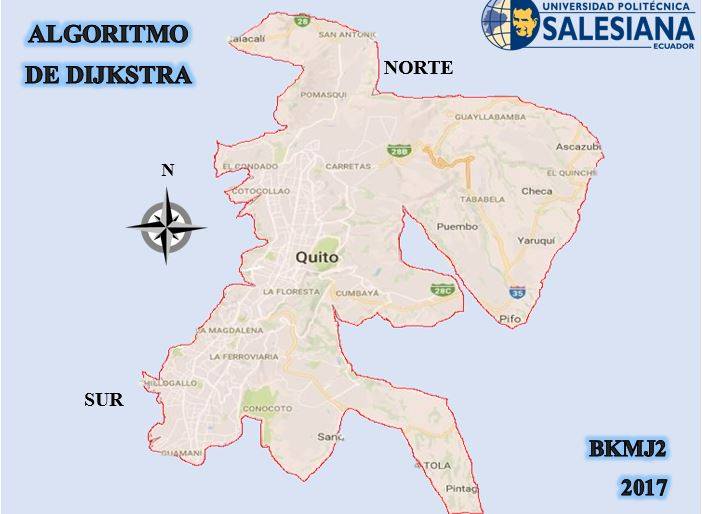 ALGORITMO
DE DIJKSTRA
UNIVERSIDAD POLITÉCNICA
SALESIANA
ECUADOR
NORTE
SUR
N
28
SAN ANTONIO
POMASQUI
GUAYLLABAMBA
Ascazubi
28B
EL CONDADO
CARRETAS
EL QUINCHE
COTOCOLLAO
TABABELA
Checa
Puembo
Yaruquí
Quito
LA FLORESTA
CUMBAYÁ
28C
35
Pifo
LA MAGDALENA
LA FERROVIARIA
CHILLOGALLO
CONOCOTO
GUAMANI
Sang
TOLA
Pintag
BKMJ2
2017